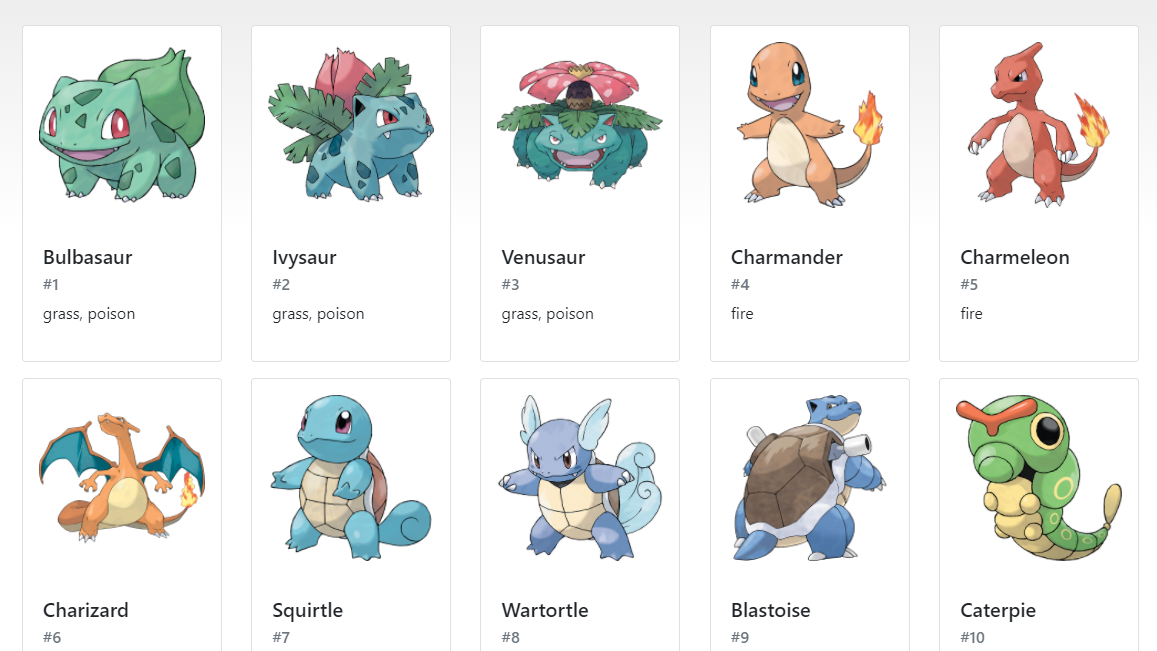 Bulbasaur
#1
grass, poison
Ivysaur
#2
grass, poison
Venusaur
#3
grass, poison
Charmander
#4
fire
Charmeleon
#5
fire
Charizard
#6
Squirtle
#7
Wartortle
#8
Blastoise
#9
Caterpie
#10